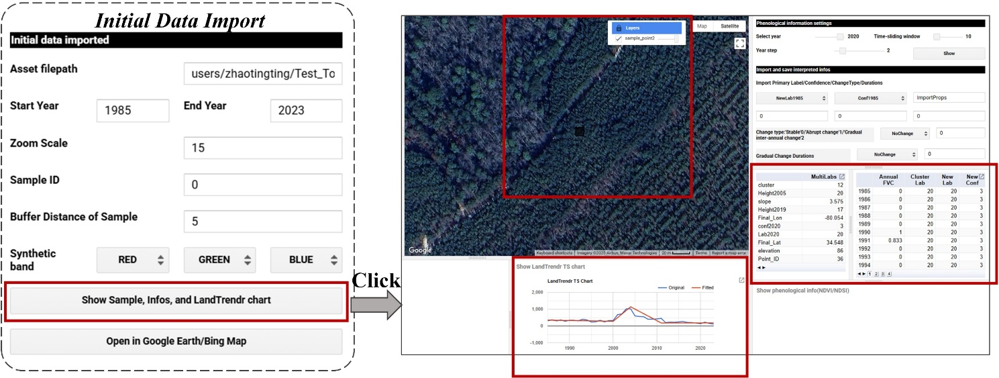 Initial Data Import
Initial data imported
Asset filepath
users/zhaotingting/Test_To
Start Year
1985
End Year
2023
Zoom Scale
15
Sample ID
0
Buffer Distance of Sample
5
Synthetic band
RED
GREEN
BLUE
Show Sample, Infos, and LandTrendr chart
Open in Google Earth/Bing Map
Click
Layers
sample_point2
Map
Satellite
Google
Keyboard shortcuts
Imagery ©2025 Airbus, Maxar Technologies
20 m
Terms
Report a map error
Show LandTrendr TS chart
LandTrendr TS Chart
Original
Fitted
2,000
1,000
0
-1,000
1990
2000
2010
2020
Phenological information settings
Select year
2020
Time-sliding window
10
Year step
2
Show
Import and save interpreted infos
Import Primary Label/Confidence/ChangeType/Durations
NewLab1985
Conf1985
ImportProps
0
0
0
Change type:'Stable'0/'Abrupt change'1/'Gradual
inter-annual change'2
NoChange
0
Gradual Change Durations
NoChange
0
MultiLabs
cluster 12
Height2005 20
slope 3.575
Height2019 17
Final_Lon -80.054
conf2020 3
Lab2020 20
Final_Lat 34.548
elevation 86
Point_ID 36
Annual FVC Cluster Lab New Lab New Conf
1985 0 20 20 3
1986 0 20 20 3
1987 0 20 20 3
1988 0 20 20 3
1989 0 20 20 3
1990 1 20 20 3
1991 0.833 20 20 3
1992 0 20 20 3
1993 0 20 20 3
1994 0 20 20 3
1 2 3 4
Show phenological info(NDVI/NDSI)